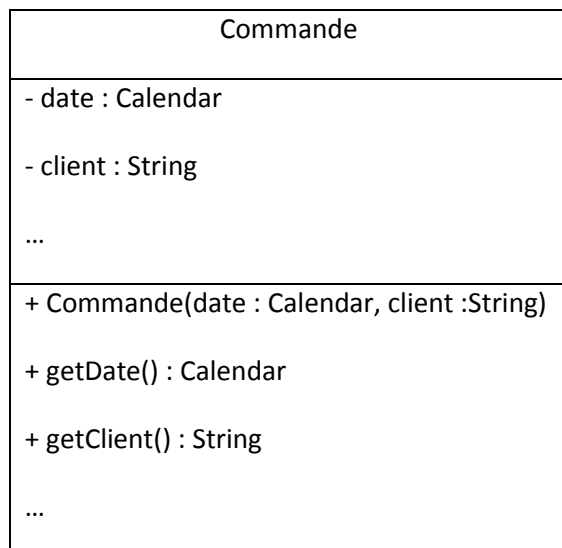 Commande
- date : Calendar
- client : String
...
+ Commande(date : Calendar, client :String)
+ getDate() : Calendar
+ getClient() : String
...